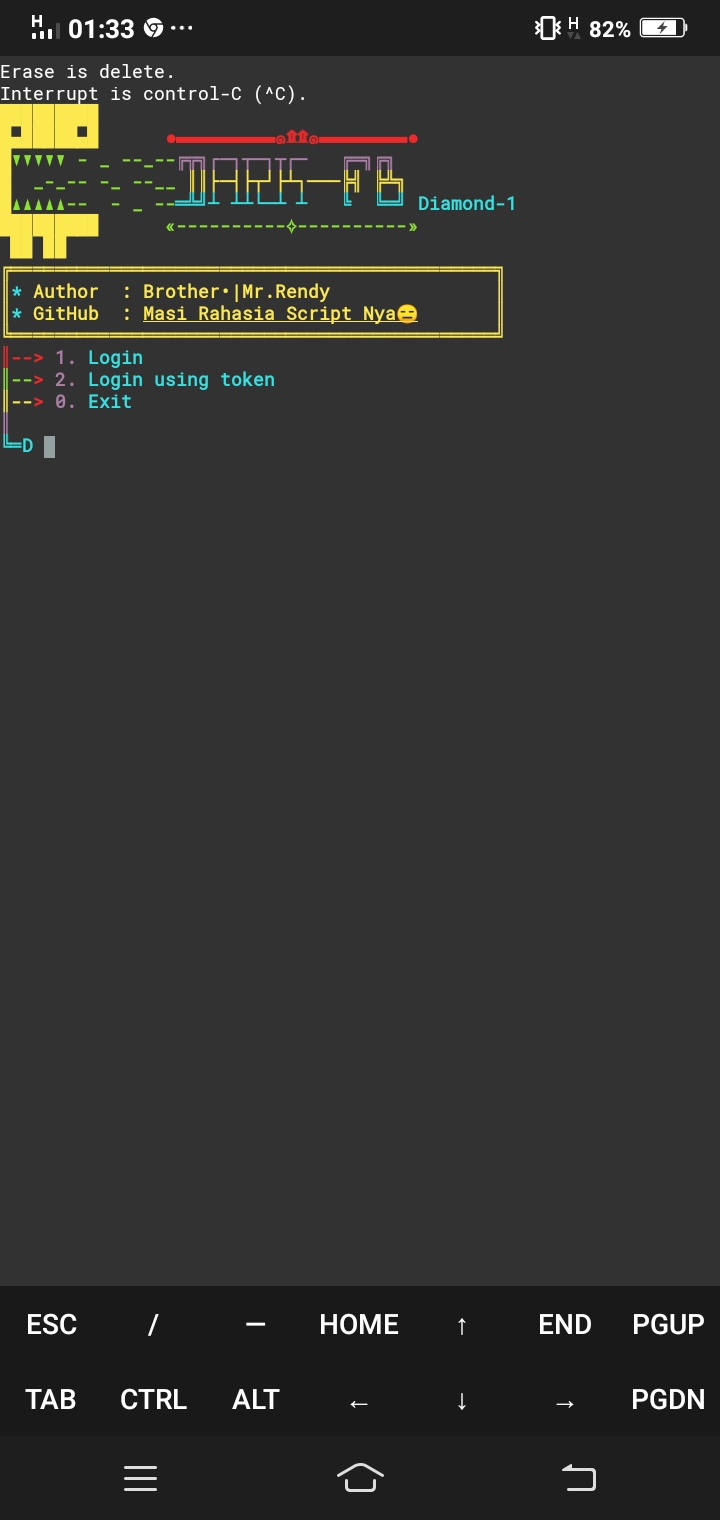 H 01:33 ... H 82%
Erase is delete.
Interrupt is control-C (^C).
DARK-FB Diamond-1
* Author : Brother•|Mr.Rendy
* GitHub : Masi Rahasia Script Nya😑
--> 1. Login
--> 2. Login using token
--> 0. Exit
╚═D
ESC / — HOME ↑ END PGUP
TAB CTRL ALT ← ↓ → PGDN